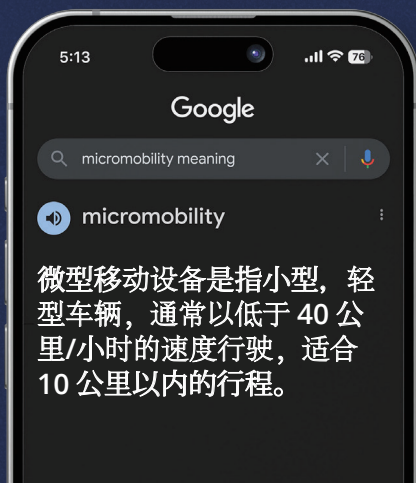 5:13
76
Google
micromobility meaning
micromobility
微型移动设备是指小型，轻
型车辆，通常以低于 40 公
里/小时的速度行驶，适合
10 公里以内的行程。